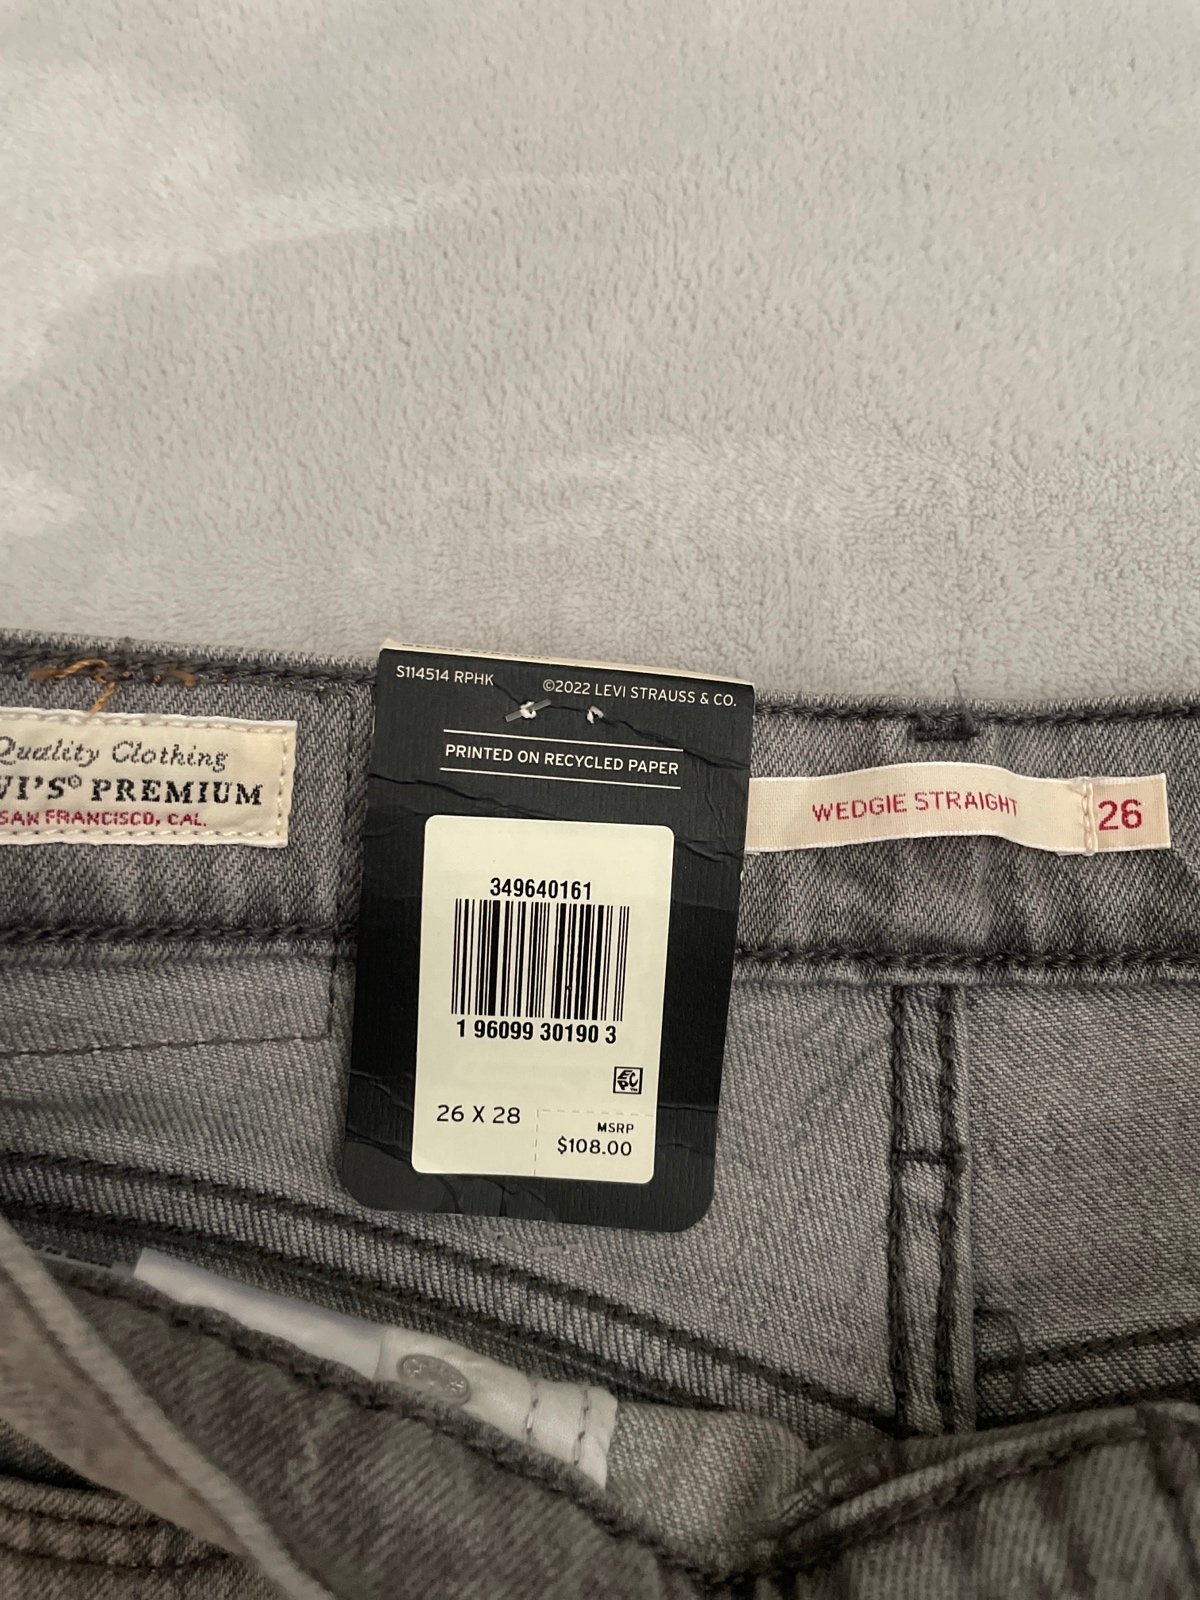 S114514 RPHK
©2022 LEVI STRAUSS & CO.
PRINTED ON RECYCLED PAPER
349640161
1 96099 30190 3
26 X 28
MSRP
$108.00
Quality Clothing
VI'S® PREMIUM
SAN FRANCISCO, CAL.
WEDGIE STRAIGHT
26